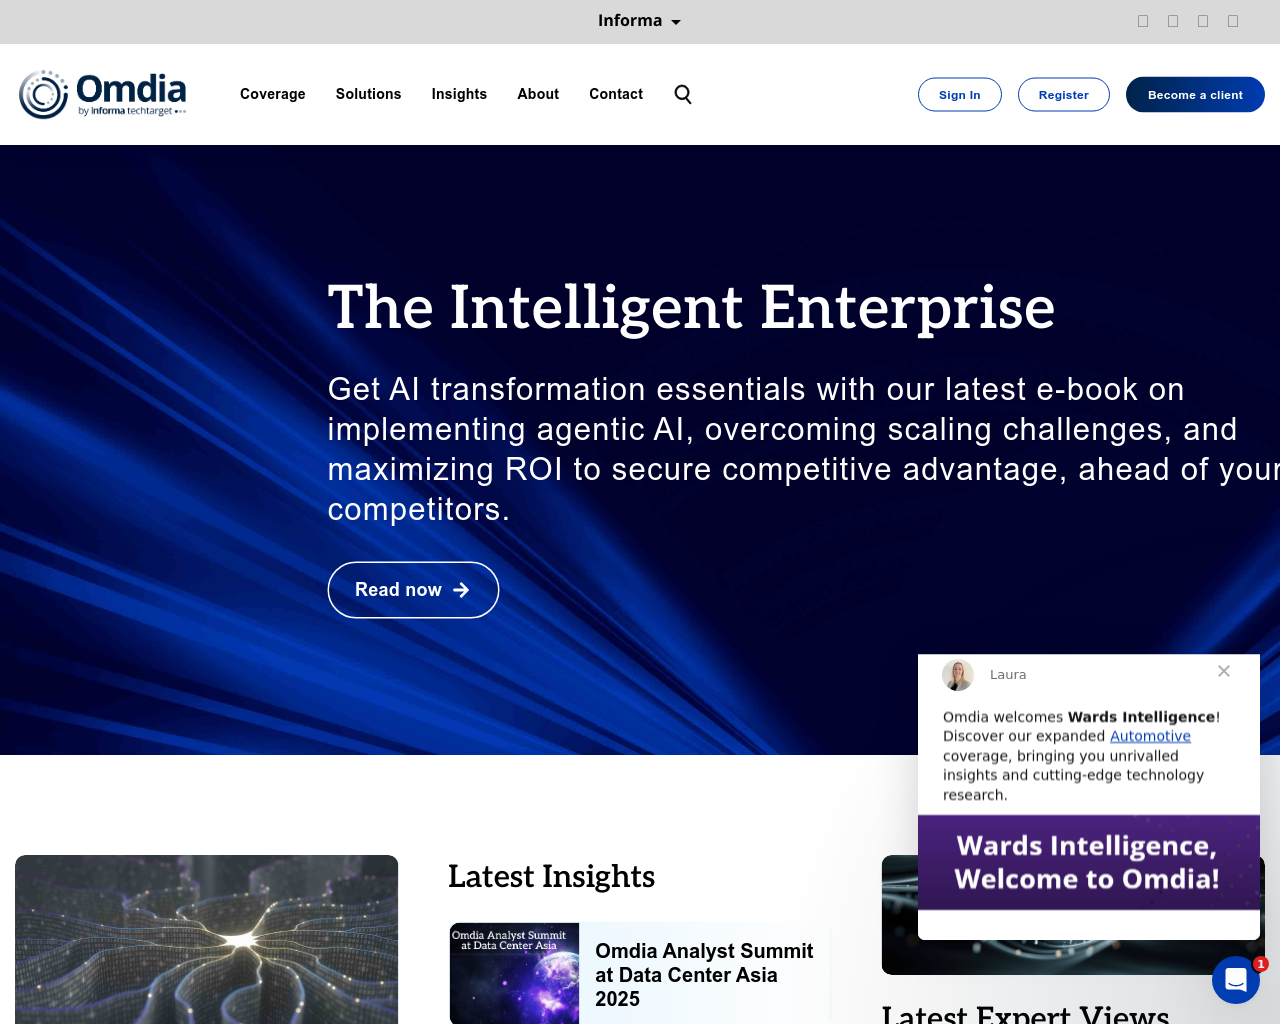 Informa
Omdia
by informa techtarget
Coverage
Solutions
Insights
About
Contact
Sign In
Register
Become a client
The Intelligent Enterprise
Get AI transformation essentials with our latest e-book on
implementing agentic AI, overcoming scaling challenges, and
maximizing ROI to secure competitive advantage, ahead of your
competitors.
Read now
Laura
Omdia welcomes Wards Intelligence!
Discover our expanded Automotive
coverage, bringing you unrivalled
insights and cutting-edge technology
research.
Wards Intelligence,
Welcome to Omdia!
1
Latest Insights
Omdia Analyst Summit
at Data Center Asia
Omdia Analyst Summit
at Data Center Asia
2025
Latest Expert Views